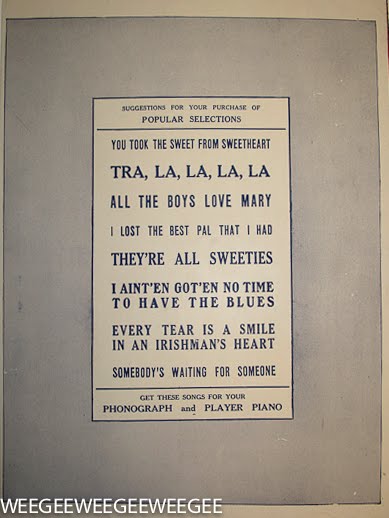 SUGGESTIONS FOR YOUR PURCHASE OF
POPULAR SELECTIONS
YOU TOOK THE SWEET FROM SWEETHEART
TRA, LA, LA, LA, LA
ALL THE BOYS LOVE MARY
I LOST THE BEST PAL THAT I HAD
THEY'RE ALL SWEETIES
I AINT'EN GOT'EN NO TIME
TO HAVE THE BLUES
EVERY TEAR IS A SMILE
IN AN IRISHMAN'S HEART
SOMEBODY'S WAITING FOR SOMEONE
GET THESE SONGS FOR YOUR
PHONOGRAPH and PLAYER PIANO
WEEGEEWEEGEEWEEGEE